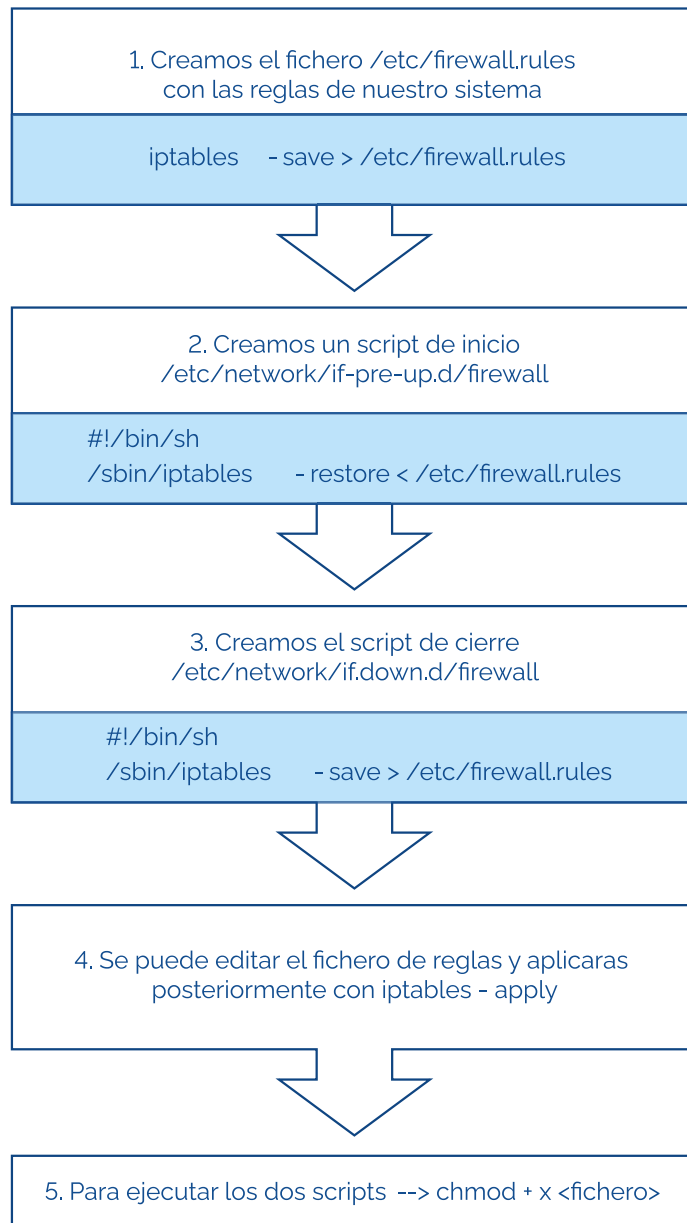 1. Creamos el fichero /etc/firewall.rules
con las reglas de nuestro sistema
iptables - save > /etc/firewall.rules
2. Creamos un script de inicio
/etc/network/if-pre-up.d/firewall
#!/bin/sh
/sbin/iptables - restore < /etc/firewall.rules
3. Creamos el script de cierre
/etc/network/if.down.d/firewall
#!/bin/sh
/sbin/iptables - save > /etc/firewall.rules
4. Se puede editar el fichero de reglas y aplicaras
posteriormente con iptables - apply
5. Para ejecutar los dos scripts --> chmod + x <fichero>